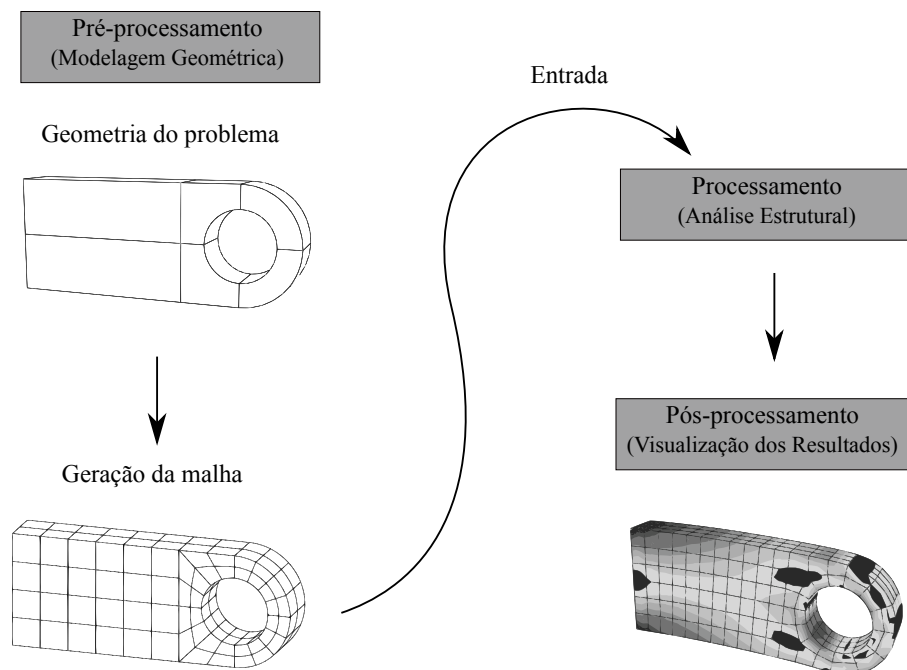 Pré-processamento
(Modelagem Geométrica)
Geometria do problema
Geração da malha
Entrada
Processamento
(Análise Estrutural)
Pós-processamento
(Visualização dos Resultados)